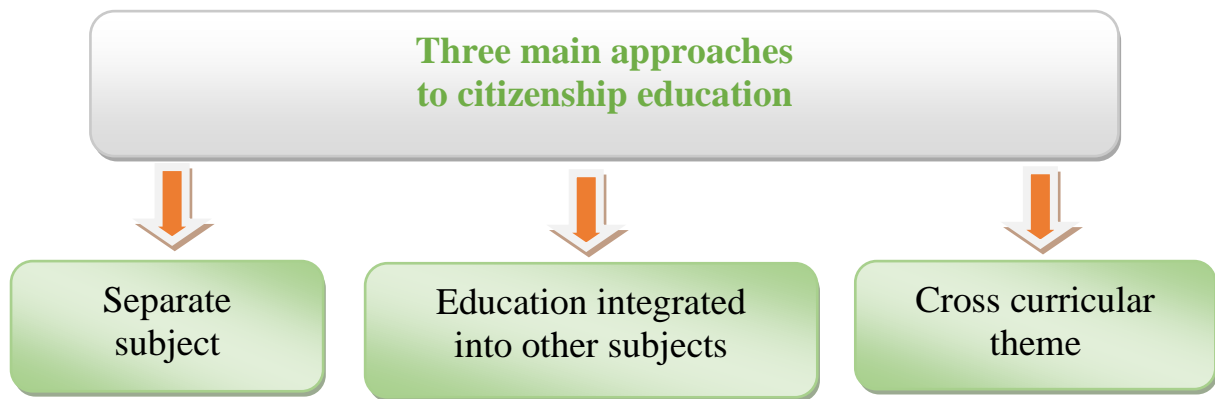 Three main approaches
to citizenship education
Separate
subject
Education integrated
into other subjects
Cross curricular
theme